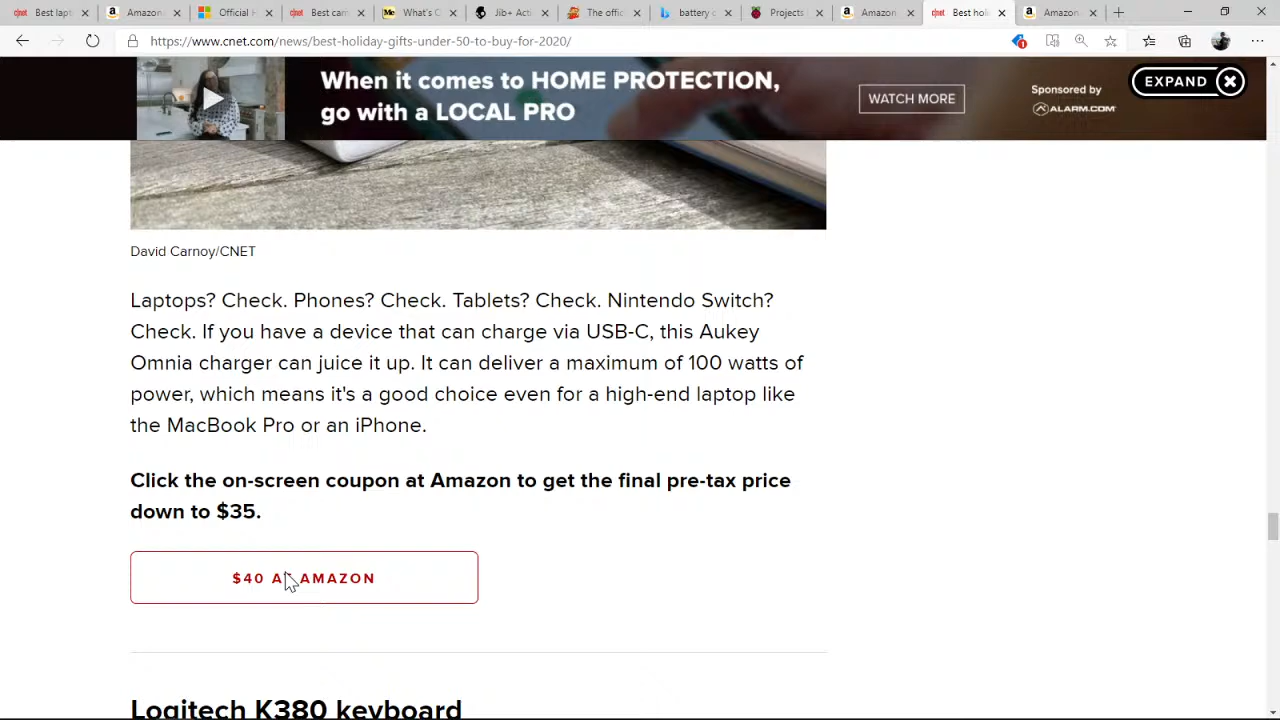 Best lapt
Amazon.
Official H
Best cam
What's C
Jib+ Acti
The offic
battery c
Projects
Amazon
Best holi
Amazon.
https://www.cnet.com/news/best-holiday-gifts-under-50-to-buy-for-2020/
When it comes to HOME PROTECTION,
go with a LOCAL PRO
WATCH MORE
Sponsored by
ALARM.COM
EXPAND
David Carnoy/CNET
Laptops? Check. Phones? Check. Tablets? Check. Nintendo Switch?
Check. If you have a device that can charge via USB-C, this Aukey
Omnia charger can juice it up. It can deliver a maximum of 100 watts of
power, which means it's a good choice even for a high-end laptop like
the MacBook Pro or an iPhone.
Click the on-screen coupon at Amazon to get the final pre-tax price
down to $35.
$40 AT AMAZON
Logitech K380 keyboard